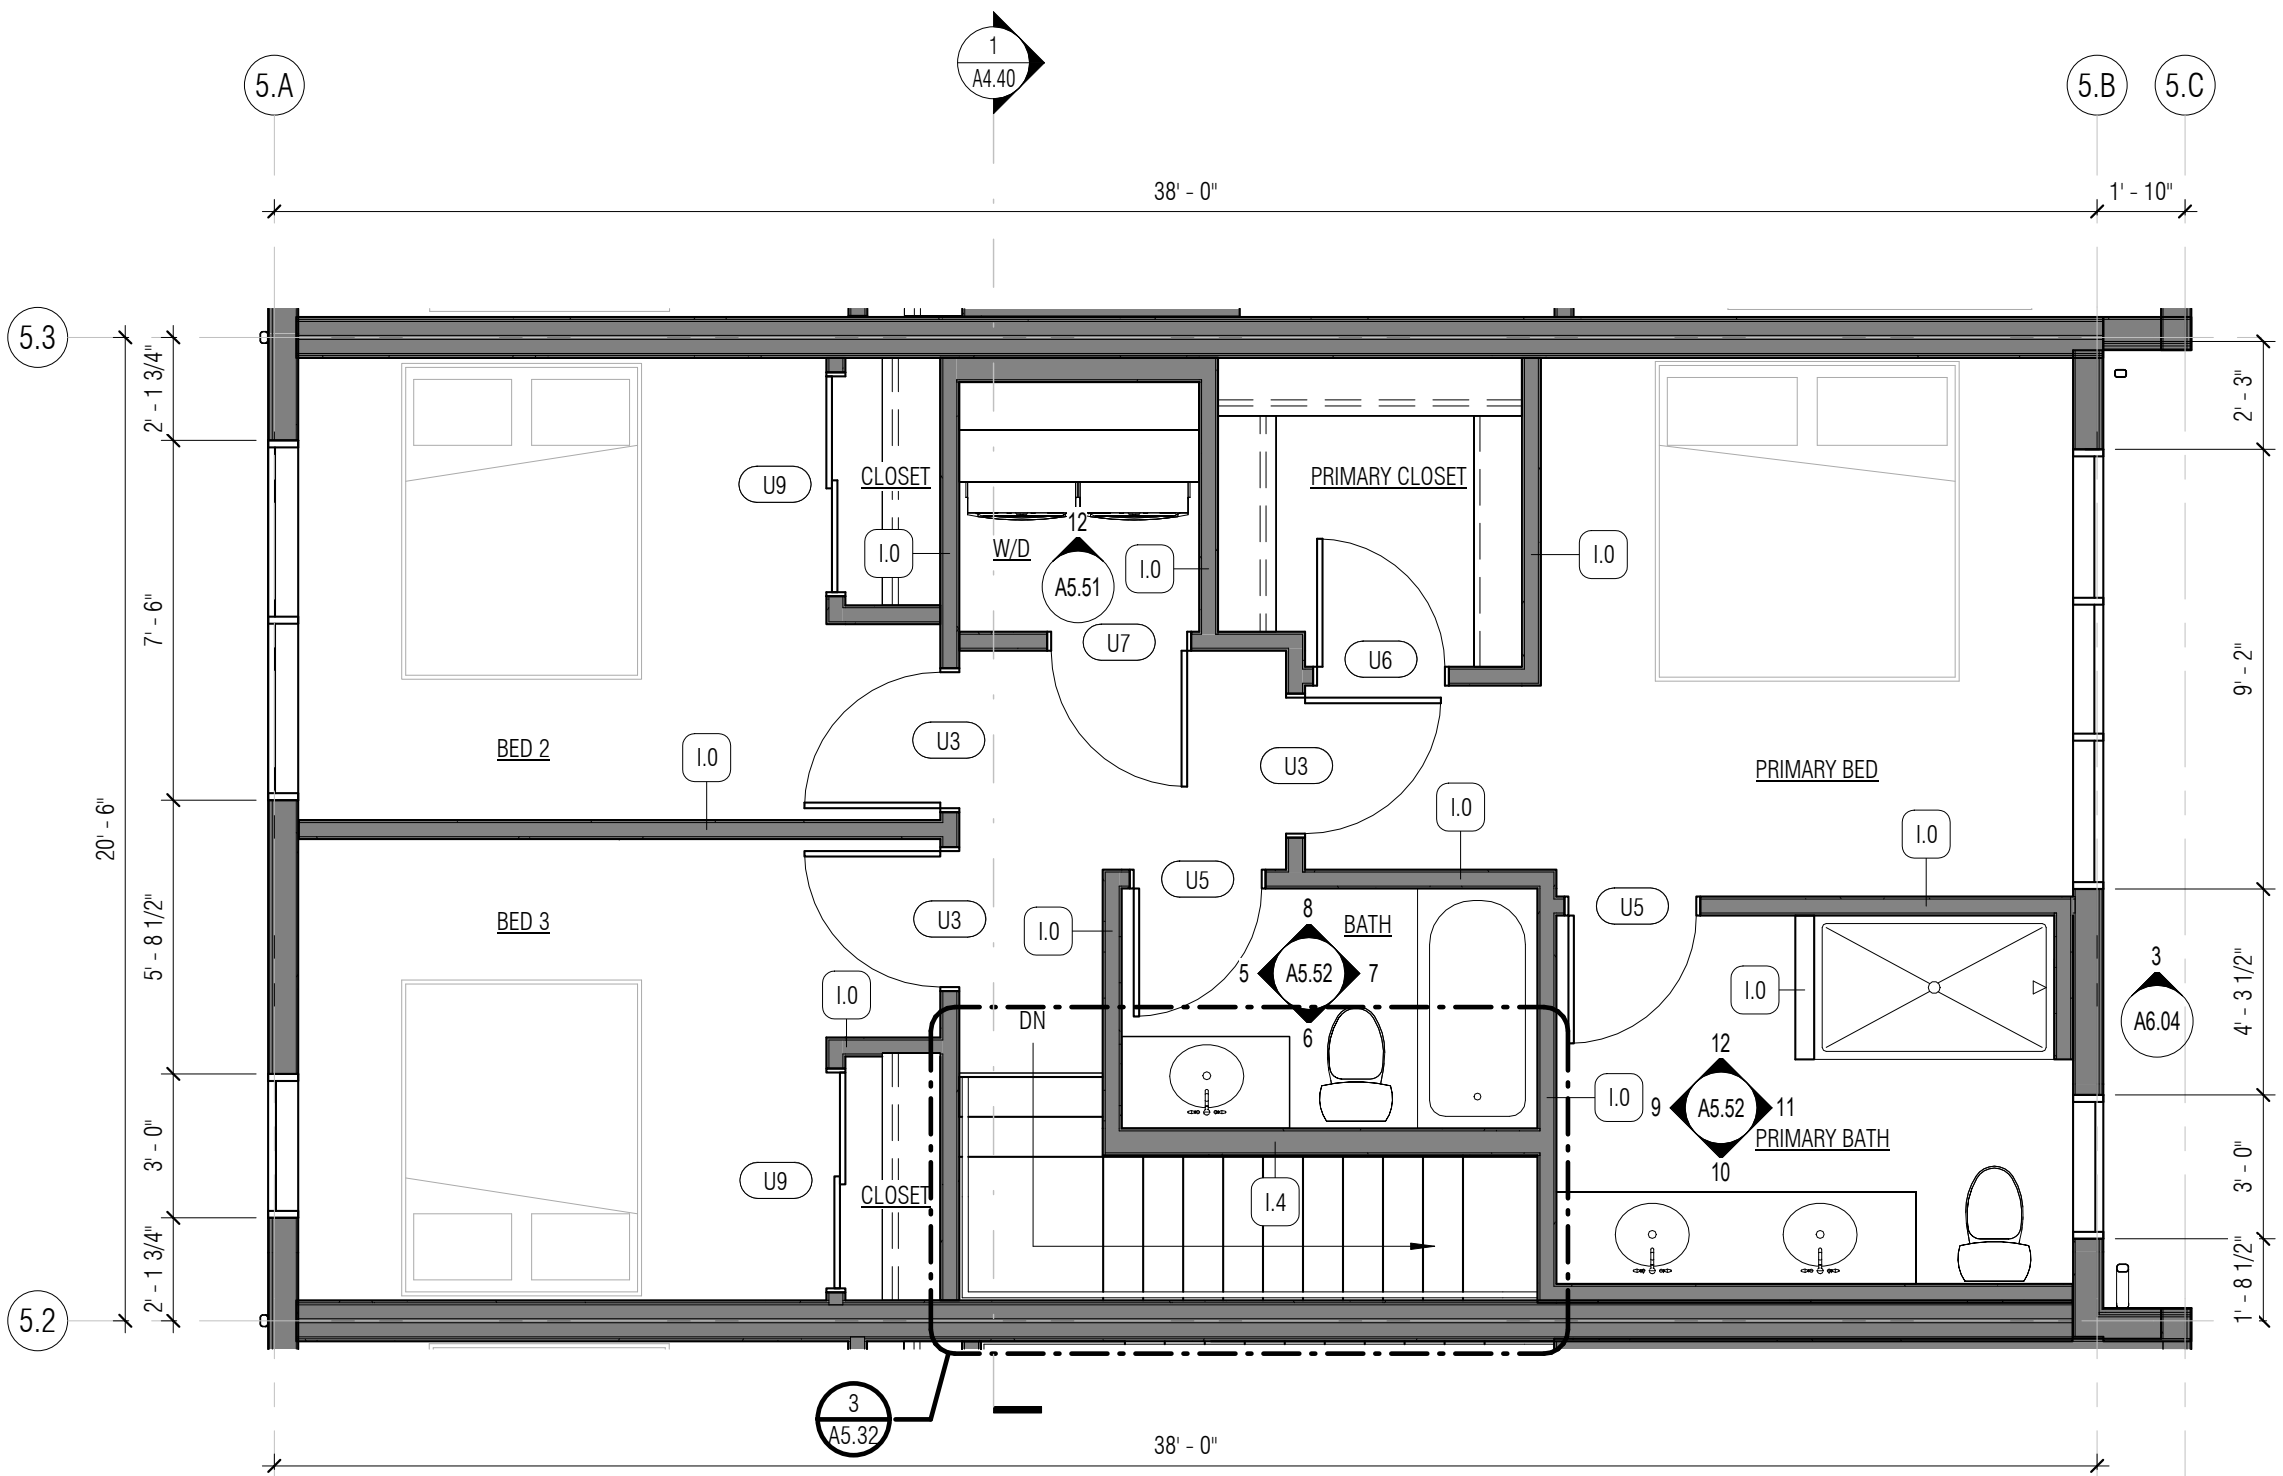 1
A4.40
5.A
5.B
5.C
38' - 0"
1' - 10"
5.3
2' - 1 3/4"
7' - 6"
20' - 6"
5' - 8 1/2"
3' - 0"
2' - 1 3/4"
5.2
2' - 3"
9' - 2"
4' - 3 1/2"
3' - 0"
1' - 8 1/2"
U9
CLOSET
PRIMARY CLOSET
12
I.0
W/D
A5.51
I.0
I.0
U7
U6
BED 2
I.0
U3
U3
PRIMARY BED
I.0
I.0
U5
U5
BED 3
U3
I.0
8
BATH
5
A5.52
7
6
I.0
I.0
3
A6.04
DN
12
9
A5.52
11
10
I.0
PRIMARY BATH
U9
CLOSET
I.4
3
A5.32
38' - 0"